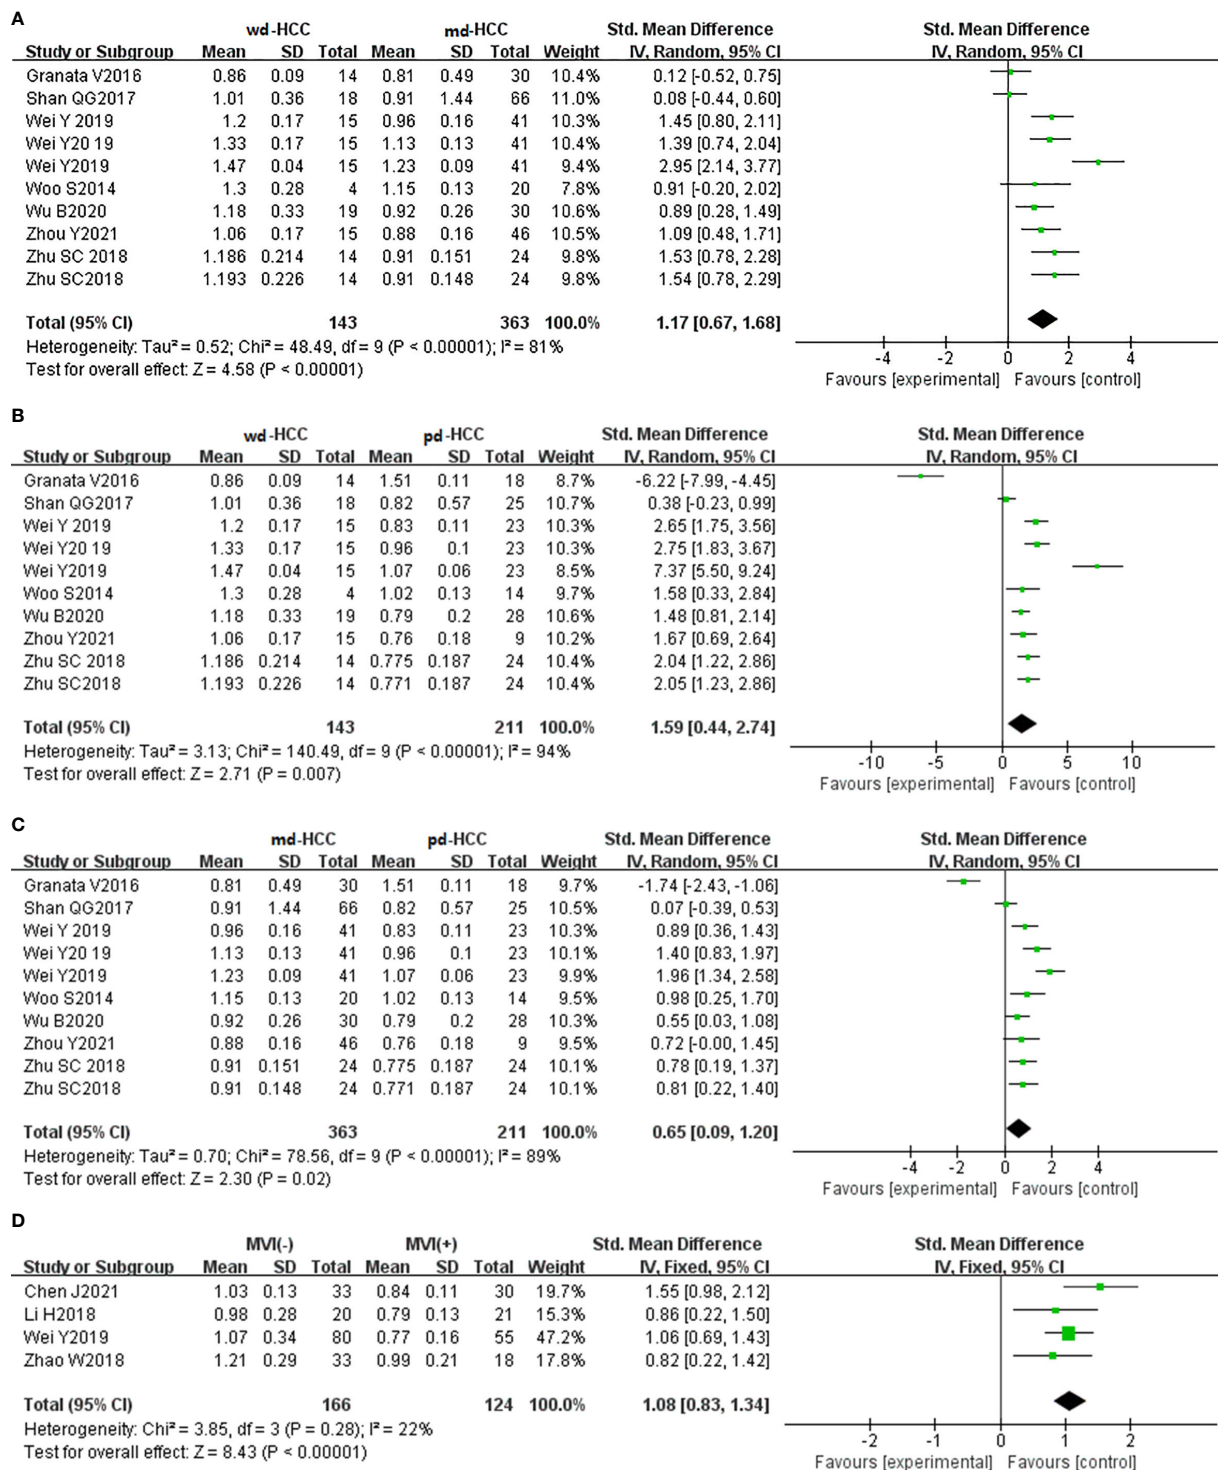 A
wd-HCC md-HCC Std. Mean Difference Std. Mean Difference
Study or Subgroup Mean SD Total Mean SD Total Weight IV, Random, 95% CI IV, Random, 95% CI
Granata V2016 0.86 0.09 14 0.81 0.49 30 10.4% 0.12 [-0.52, 0.75]
Shan QG2017 1.01 0.36 18 0.91 1.44 66 11.0% 0.08 [-0.44, 0.60]
Wei Y 2019 1.2 0.17 15 0.96 0.16 41 10.3% 1.45 [0.80, 2.11]
Wei Y20 19 1.33 0.17 15 1.13 0.13 41 10.4% 1.39 [0.74, 2.04]
Wei Y2019 1.47 0.04 15 1.23 0.09 41 9.4% 2.95 [2.14, 3.77]
Woo S2014 1.3 0.28 4 1.15 0.13 20 7.8% 0.91 [-0.20, 2.02]
Wu B2020 1.18 0.33 19 0.92 0.26 30 10.6% 0.89 [0.28, 1.49]
Zhou Y2021 1.06 0.17 15 0.88 0.16 46 10.5% 1.09 [0.48, 1.71]
Zhu SC 2018 1.186 0.214 14 0.91 0.151 24 9.8% 1.53 [0.78, 2.28]
Zhu SC2018 1.193 0.226 14 0.91 0.148 24 9.8% 1.54 [0.78, 2.29]
Total (95% CI) 143 363 100.0% 1.17 [0.67, 1.68]
Heterogeneity: Tau² = 0.52; Chi² = 48.49, df = 9 (P < 0.00001); I² = 81%
Test for overall effect: Z = 4.58 (P < 0.00001)
-4 -2 0 2 4
Favours [experimental] Favours [control]
B
wd-HCC pd-HCC Std. Mean Difference Std. Mean Difference
Study or Subgroup Mean SD Total Mean SD Total Weight IV, Random, 95% CI IV, Random, 95% CI
Granata V2016 0.86 0.09 14 1.51 0.11 18 8.7% -6.22 [-7.99, -4.45]
Shan QG2017 1.01 0.36 18 0.82 0.57 25 10.7% 0.38 [-0.23, 0.99]
Wei Y 2019 1.2 0.17 15 0.83 0.11 23 10.3% 2.65 [1.75, 3.56]
Wei Y20 19 1.33 0.17 15 0.96 0.1 23 10.3% 2.75 [1.83, 3.67]
Wei Y2019 1.47 0.04 15 1.07 0.06 23 8.5% 7.37 [5.50, 9.24]
Woo S2014 1.3 0.28 4 1.02 0.13 14 9.7% 1.58 [0.33, 2.84]
Wu B2020 1.18 0.33 19 0.79 0.2 28 10.6% 1.48 [0.81, 2.14]
Zhou Y2021 1.06 0.17 15 0.76 0.18 9 10.2% 1.67 [0.69, 2.64]
Zhu SC 2018 1.186 0.214 14 0.775 0.187 24 10.4% 2.04 [1.22, 2.86]
Zhu SC2018 1.193 0.226 14 0.771 0.187 24 10.4% 2.05 [1.23, 2.86]
Total (95% CI) 143 211 100.0% 1.59 [0.44, 2.74]
Heterogeneity: Tau² = 3.13; Chi² = 140.49, df = 9 (P < 0.00001); I² = 94%
Test for overall effect: Z = 2.71 (P = 0.007)
-10 -5 0 5 10
Favours [experimental] Favours [control]
C
md-HCC pd-HCC Std. Mean Difference Std. Mean Difference
Study or Subgroup Mean SD Total Mean SD Total Weight IV, Random, 95% CI IV, Random, 95% CI
Granata V2016 0.81 0.49 30 1.51 0.11 18 9.7% -1.74 [-2.43, -1.06]
Shan QG2017 0.91 1.44 66 0.82 0.57 25 10.5% 0.07 [-0.39, 0.53]
Wei Y 2019 0.96 0.16 41 0.83 0.11 23 10.2% 0.89 [0.36, 1.43]
Wei Y20 19 1.13 0.13 41 0.96 0.1 23 10.1% 1.40 [0.83, 1.97]
Wei Y2019 1.23 0.09 41 1.07 0.06 23 9.9% 1.96 [1.34, 2.58]
Woo S2014 1.15 0.13 20 1.02 0.13 14 9.5% 0.98 [0.25, 1.70]
Wu B2020 0.92 0.26 30 0.79 0.2 28 10.3% 0.55 [0.03, 1.08]
Zhou Y2021 0.88 0.16 46 0.76 0.18 9 9.5% 0.72 [-0.00, 1.45]
Zhu SC 2018 0.91 0.151 24 0.775 0.187 24 10.1% 0.78 [0.19, 1.37]
Zhu SC2018 0.91 0.148 24 0.771 0.187 24 10.1% 0.81 [0.22, 1.40]
Total (95% CI) 363 211 100.0% 0.65 [0.09, 1.20]
Heterogeneity: Tau² = 0.70; Chi² = 78.56, df = 9 (P < 0.00001); I² = 89%
Test for overall effect: Z = 2.30 (P = 0.02)
-4 -2 0 2 4
Favours [experimental] Favours [control]
D
MVI(-) MVI(+) Std. Mean Difference Std. Mean Difference
Study or Subgroup Mean SD Total Mean SD Total Weight IV, Fixed, 95% CI IV, Fixed, 95% CI
Chen J2021 1.03 0.13 33 0.84 0.11 30 19.7% 1.55 [0.98, 2.12]
Li H2018 0.98 0.28 20 0.79 0.13 21 15.3% 0.86 [0.22, 1.50]
Wei Y2019 1.07 0.34 80 0.77 0.16 55 47.2% 1.06 [0.69, 1.43]
Zhao W2018 1.21 0.29 33 0.99 0.21 18 17.8% 0.82 [0.22, 1.42]
Total (95% CI) 166 124 100.0% 1.08 [0.83, 1.34]
Heterogeneity: Chi² = 3.85, df = 3 (P = 0.28); I² = 22%
Test for overall effect: Z = 8.43 (P < 0.00001)
-2 -1 0 1 2
Favours [experimental] Favours [control]